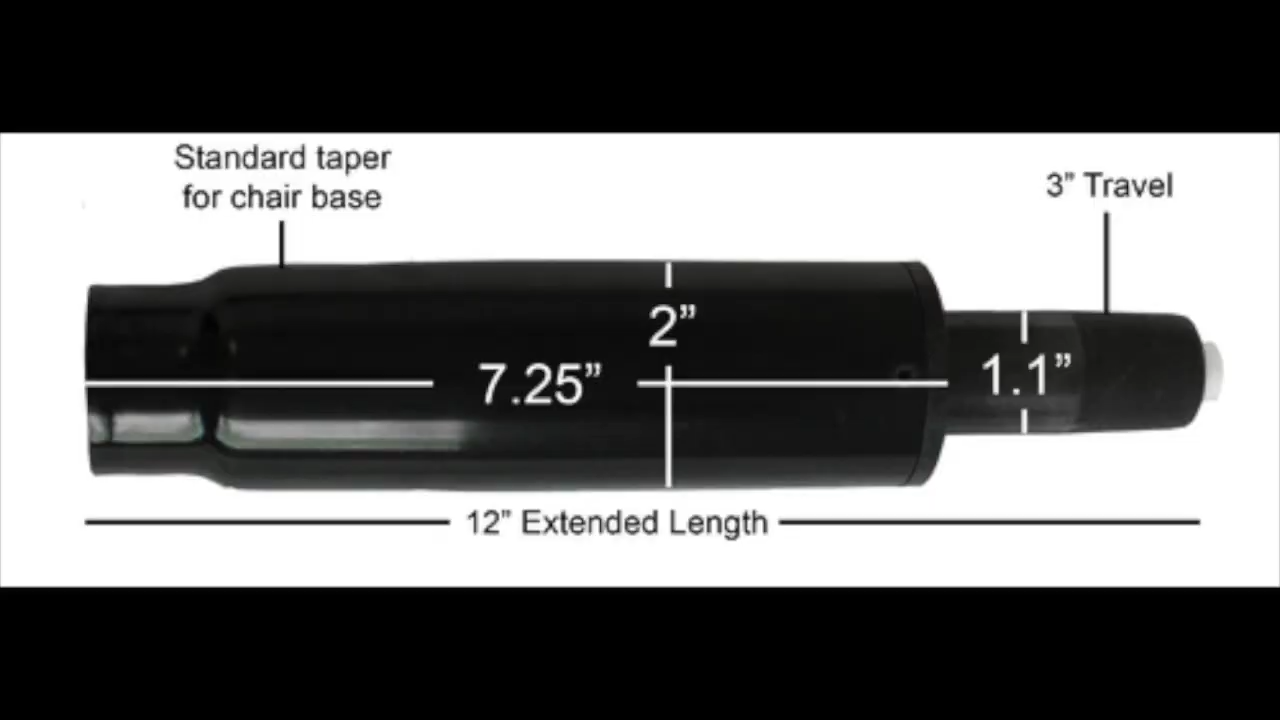 Standard taper
for chair base
3” Travel
2”
7.25”
1.1”
12” Extended Length